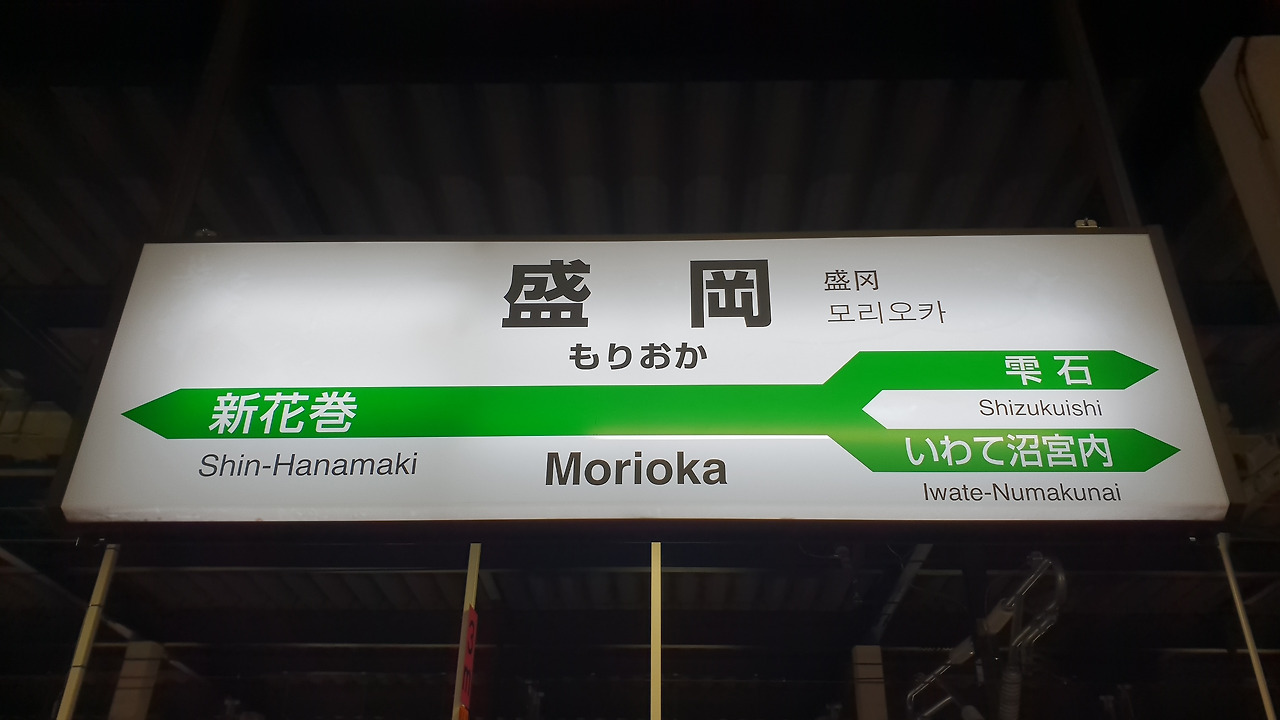 盛岡
盛冈
모리오카
もりおか
雫石
新花巻
Shizukuishi
いわて沼宮内
Shin-Hanamaki
Morioka
Iwate-Numakunai